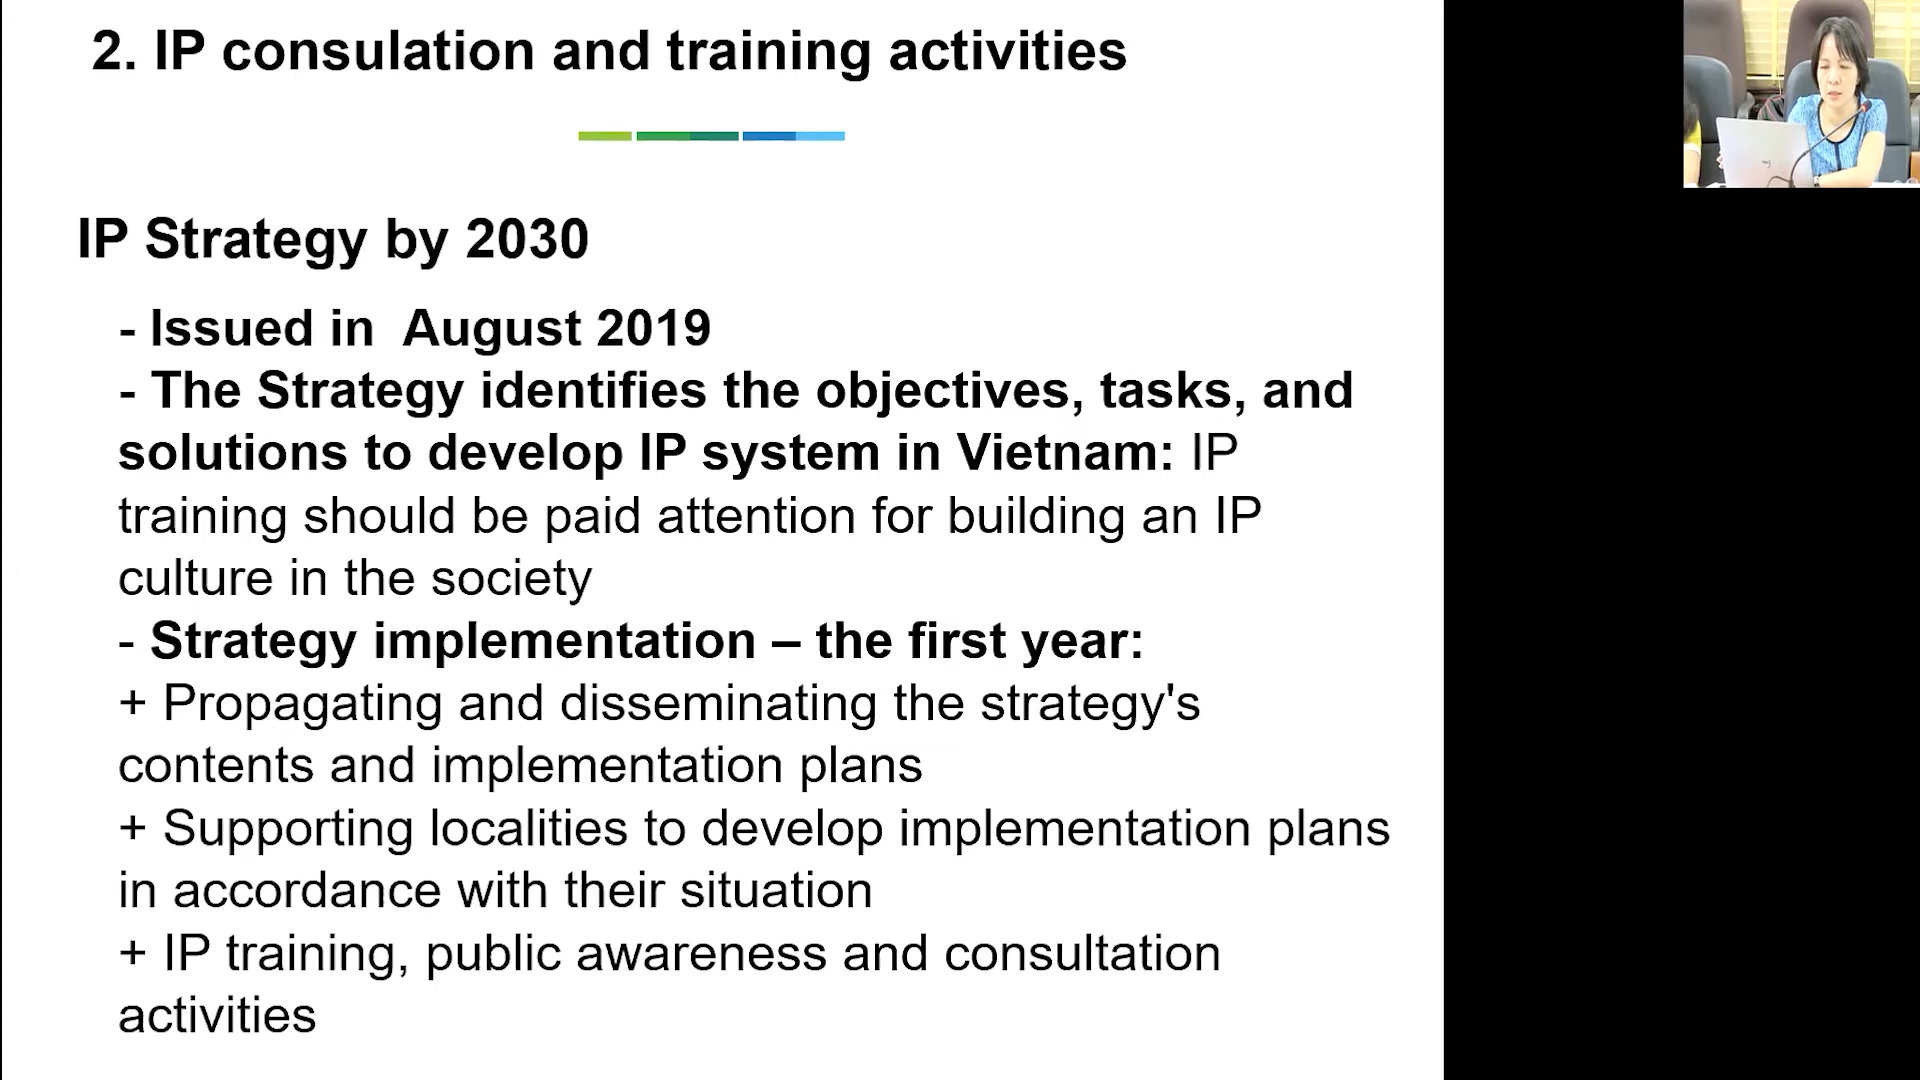 2. IP consulation and training activities
IP Strategy by 2030
- Issued in  August 2019
- The Strategy identifies the objectives, tasks, and
solutions to develop IP system in Vietnam: IP
training should be paid attention for building an IP
culture in the society
- Strategy implementation – the first year:
+ Propagating and disseminating the strategy's
contents and implementation plans
+ Supporting localities to develop implementation plans
in accordance with their situation
+ IP training, public awareness and consultation
activities